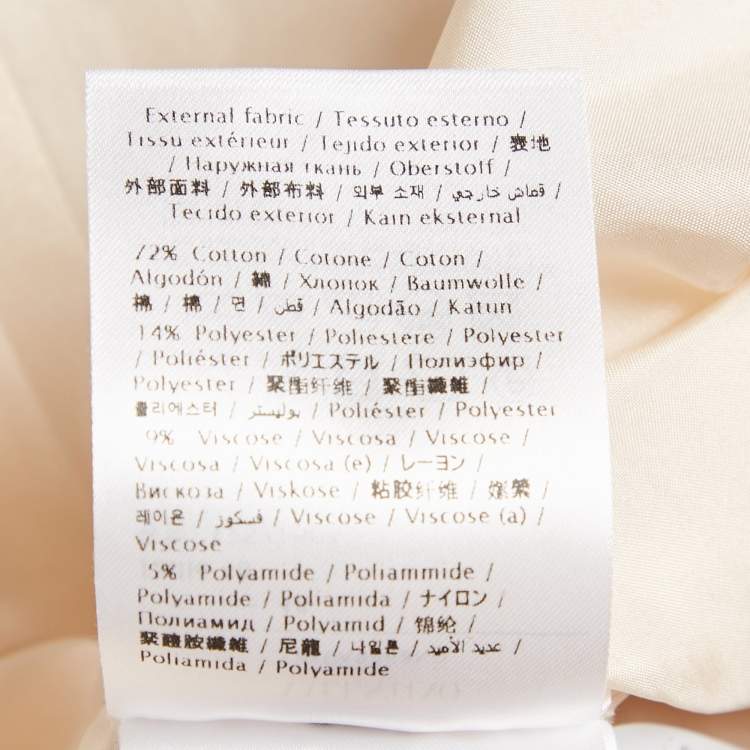 External fabric / Tessuto esterno /
Tissu extérieur / Tejido exterior / 表地
/ Наружная ткань / Oberstoff /
外部面料 / 外部布料 / 외부 소재 / قماش خارجي /
Tecido exterior / Kain eksternal
72% Cotton / Cotone / Coton /
Algodón / 綿 / Хлопок / Baumwolle /
棉 / 棉 / 면 / قطن / Algodão / Katun
14% Polyester / Poliestere / Polyester
/ Poliéster / ポリエステル / Полиэфир /
Polyester / 聚酯纤维 / 聚酯纖維 /
폴리에스터 / بوليستر / Poliéster / Polyester
9% Viscose / Viscosa / Viscose /
Viscosa / Viscosa (e) / レーヨン /
Вискоза / Viskose / 粘胶纤维 / 嫘縈 /
레이온 / فسكوز / Viscose / Viscose (a) /
Viscose
5% Polyamide / Poliammide /
Polyamide / Poliamida / ナイロン /
Полиамид / Polyamid / 锦纶 /
聚醯胺纖維 / 尼龍 / 나일론 / عديد الأميد /
Poliamida / Polyamide